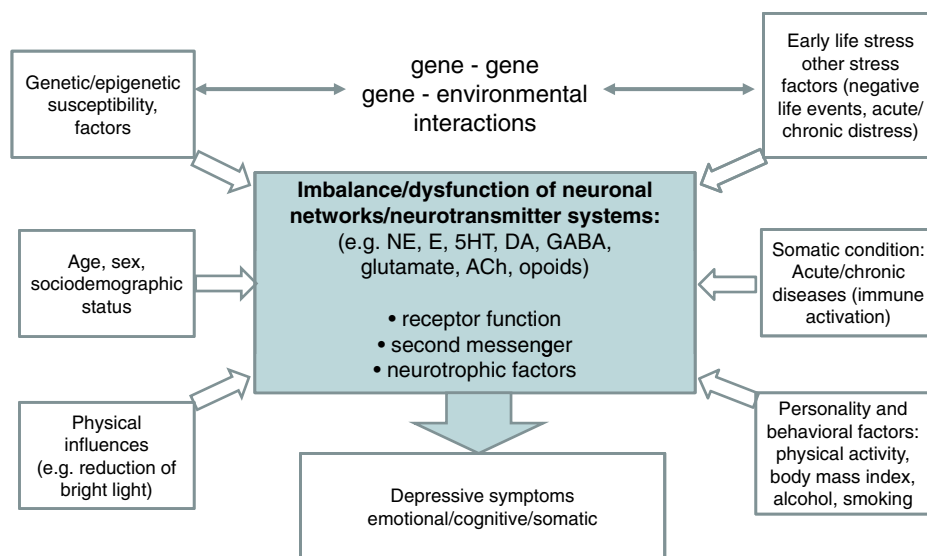 Genetic/epigenetic
susceptibility,
factors
gene - gene
gene - environmental
interactions
Early life stress
other stress
factors (negative
life events, acute/
chronic distress)
Imbalance/dysfunction of neuronal
networks/neurotransmitter systems:
(e.g. NE, E, 5HT, DA, GABA,
glutamate, ACh, opoids)
• receptor function
• second messenger
• neurotrophic factors
Age, sex,
sociodemographic
status
Somatic condition:
Acute/chronic
diseases (immune
activation)
Physical
influences
(e.g. reduction of
bright light)
Personality and
behavioral factors:
physical activity,
body mass index,
alcohol, smoking
Depressive symptoms
emotional/cognitive/somatic